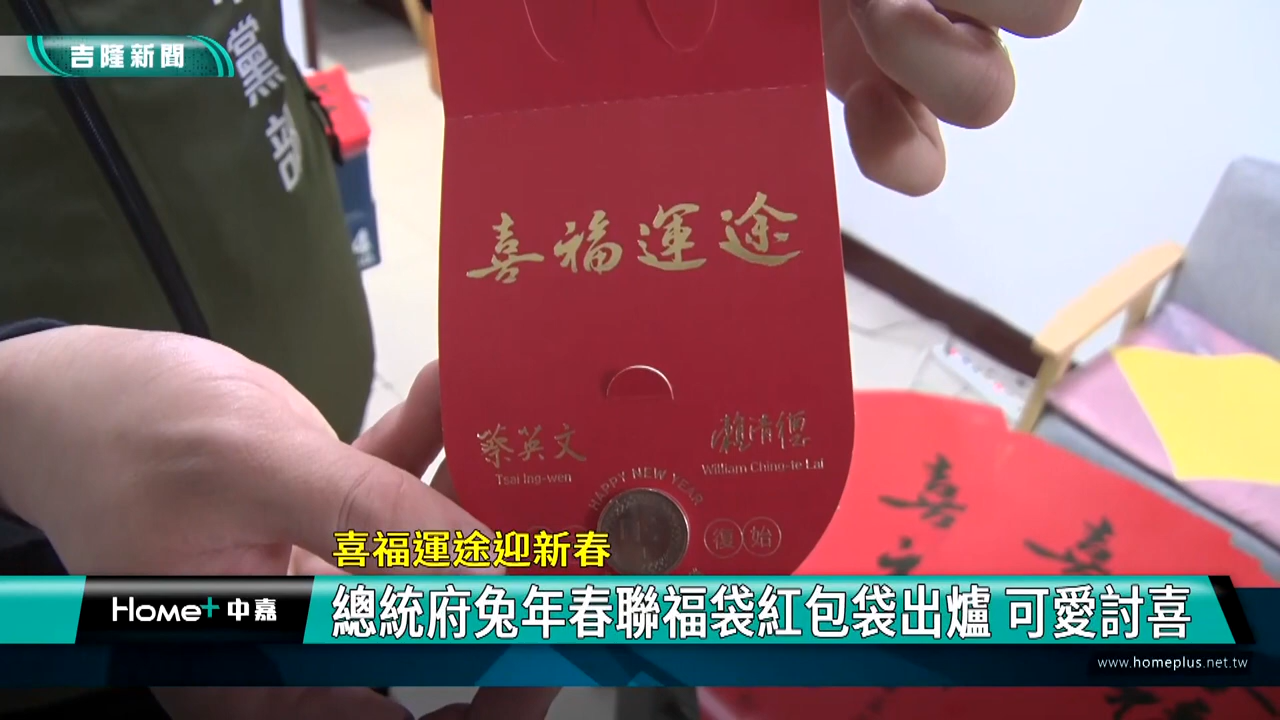 吉隆新聞
黨
喜福運途
蔡英文
Tsai Ing-wen
賴清德
William Ching-te Lai
HAPPY NEW YEAR
復始
喜
喜
喜福運途迎新春
Home+中嘉
總統府兔年春聯福袋紅包袋出爐 可愛討喜
www.homeplus.net.tw